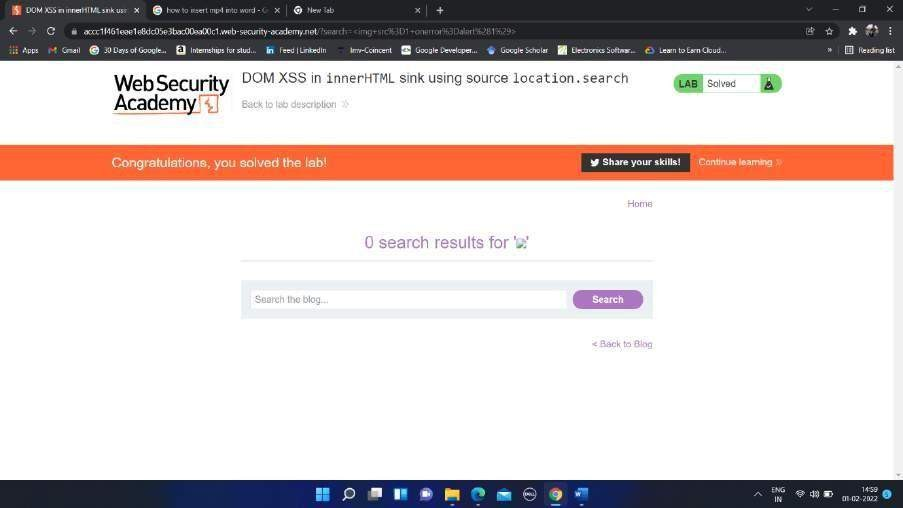 DOM XSS in innerHTML sink usin
how to insert mp4 into word - G
New Tab
accc1f461eee1e8dc05e3bac00ea00c1.web-security-academy.net/?search=<img+src%3D1+onerror%3Dalert%281%29>
Apps
Gmail
30 Days of Google...
Internships for stud...
Feed | LinkedIn
Imv-Coincent
Google Developer...
Google Scholar
Electronics Softwar...
Learn to Earn Cloud...
»
Reading list
Web Security
Academy
DOM XSS in innerHTML sink using source location.search
Back to lab description »
LAB Solved
Congratulations, you solved the lab!
Share your skills!
Continue learning »
Home
0 search results for ' '
Search the blog...
Search
< Back to Blog
DELL
ENG
IN
14:59
01-02-2022
5